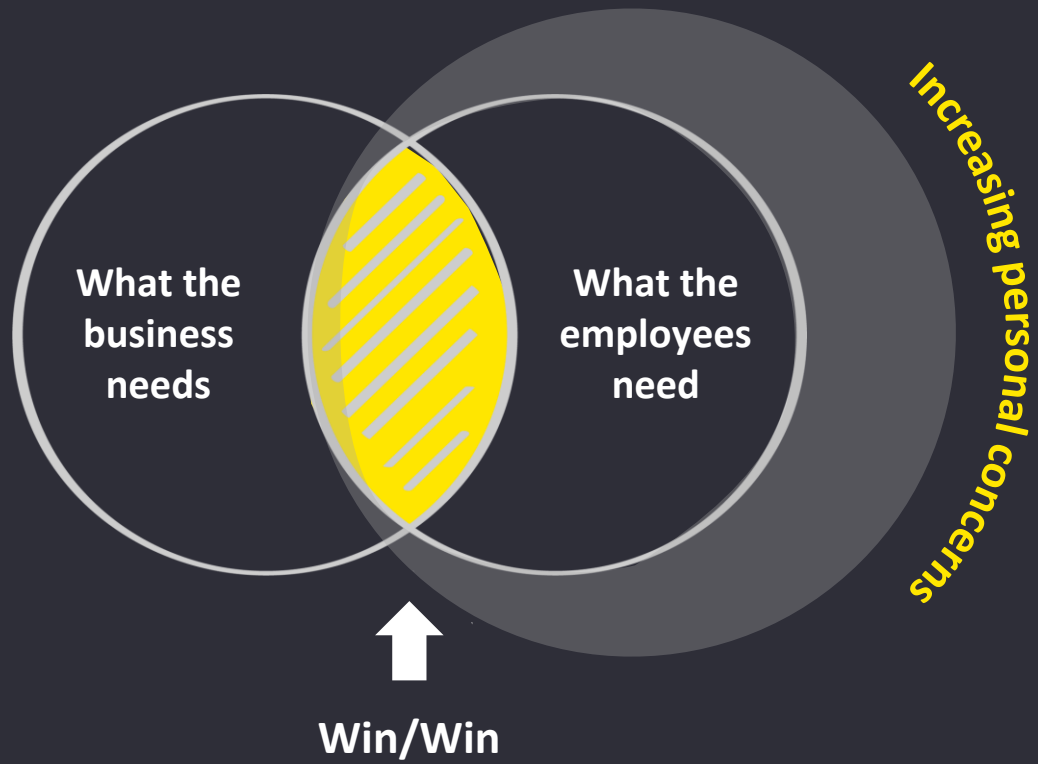 What the
business
needs
What the
employees
need
Increasing personal concerns
Win/Win